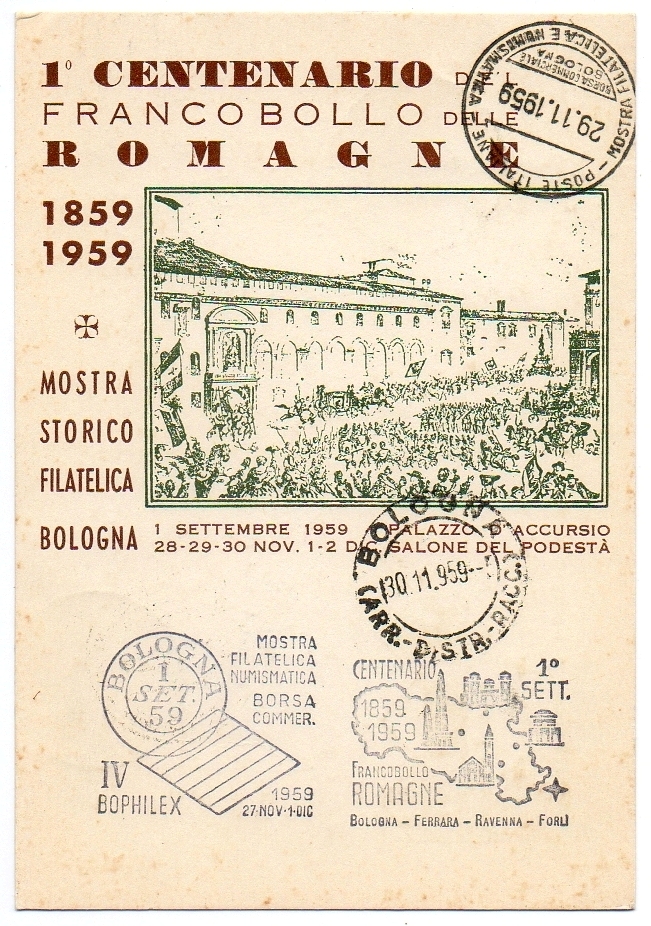 1° CENTENARIO DEL
FRANCOBOLLO DELLE
ROMAGNE
1859
1959
MOSTRA
STORICO
FILATELICA
BOLOGNA
1 SETTEMBRE 1959 PALAZZO ACCURSIO
28-29-30 NOV. 1-2 DIC. SALONE DEL PODESTÀ
POSTE ITALIANE – MOSTRA FILATELICA E NUMISMATICA
BORSA COMMERCIALE
BOLOGNA
29.11.1959
BOLOGNA
30.11.959
(ARR.-DISTR.-RACC.)
BOLOGNA
1
SET.
59
MOSTRA
FILATELICA
NUMISMATICA
BORSA
COMMER.
IV
BOPHILEX
1959
27·NOV·1·DIC
CENTENARIO
1°
SETT.
1859
1959
FRANCOBOLLO
ROMAGNE
BOLOGNA – FERRARA – RAVENNA – FORLÌ